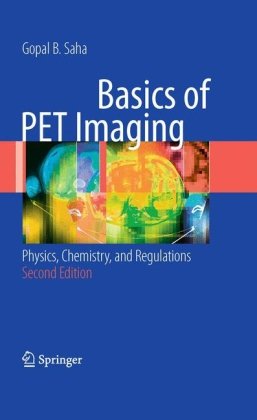 Gopal B. Saha
Basics of
PET Imaging
Physics, Chemistry, and Regulations
Second Edition
Springer